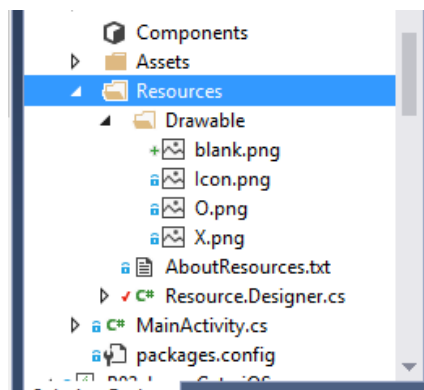 Components
Assets
Resources
Drawable
blank.png
Icon.png
O.png
X.png
AboutResources.txt
C# Resource.Designer.cs
C# MainActivity.cs
packages.config